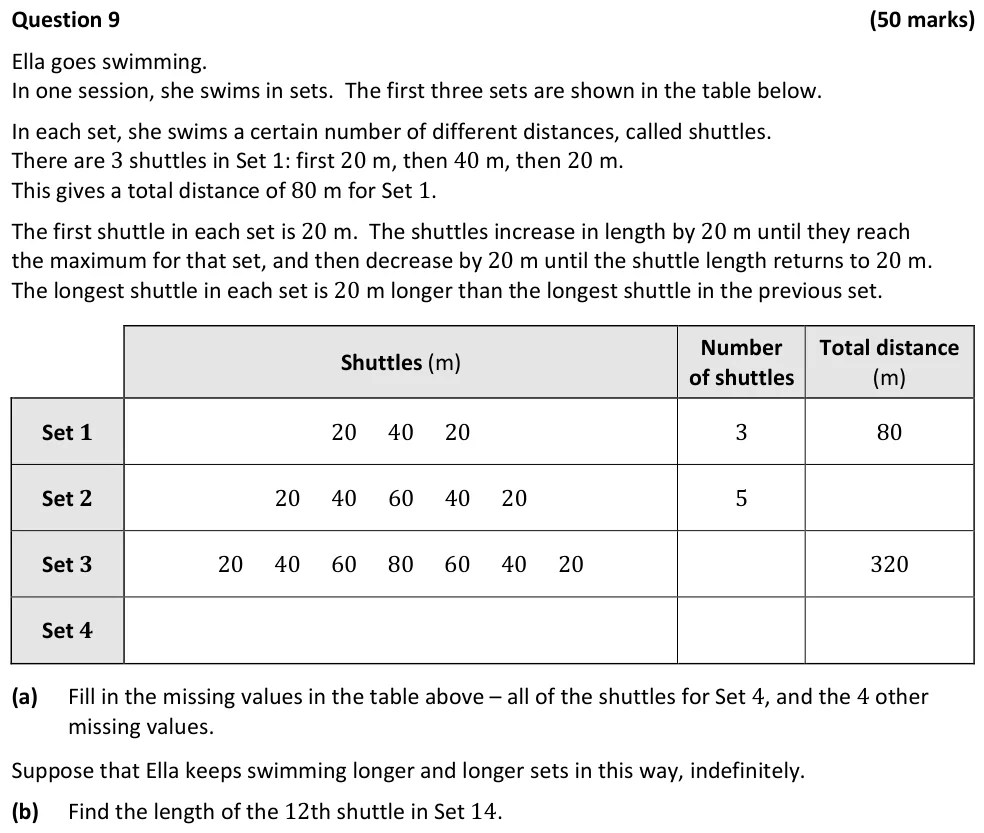 Question 9 (50 marks)
Ella goes swimming.
In one session, she swims in sets. The first three sets are shown in the table below.
In each set, she swims a certain number of different distances, called shuttles.
There are 3 shuttles in Set 1: first 20 m, then 40 m, then 20 m.
This gives a total distance of 80 m for Set 1.
The first shuttle in each set is 20 m. The shuttles increase in length by 20 m until they reach
the maximum for that set, and then decrease by 20 m until the shuttle length returns to 20 m.
The longest shuttle in each set is 20 m longer than the longest shuttle in the previous set.
Shuttles (m) Number of shuttles Total distance (m)
Set 1 20 40 20 3 80
Set 2 20 40 60 40 20 5
Set 3 20 40 60 80 60 40 20 320
Set 4
(a) Fill in the missing values in the table above – all of the shuttles for Set 4, and the 4 other
missing values.
Suppose that Ella keeps swimming longer and longer sets in this way, indefinitely.
(b) Find the length of the 12th shuttle in Set 14.